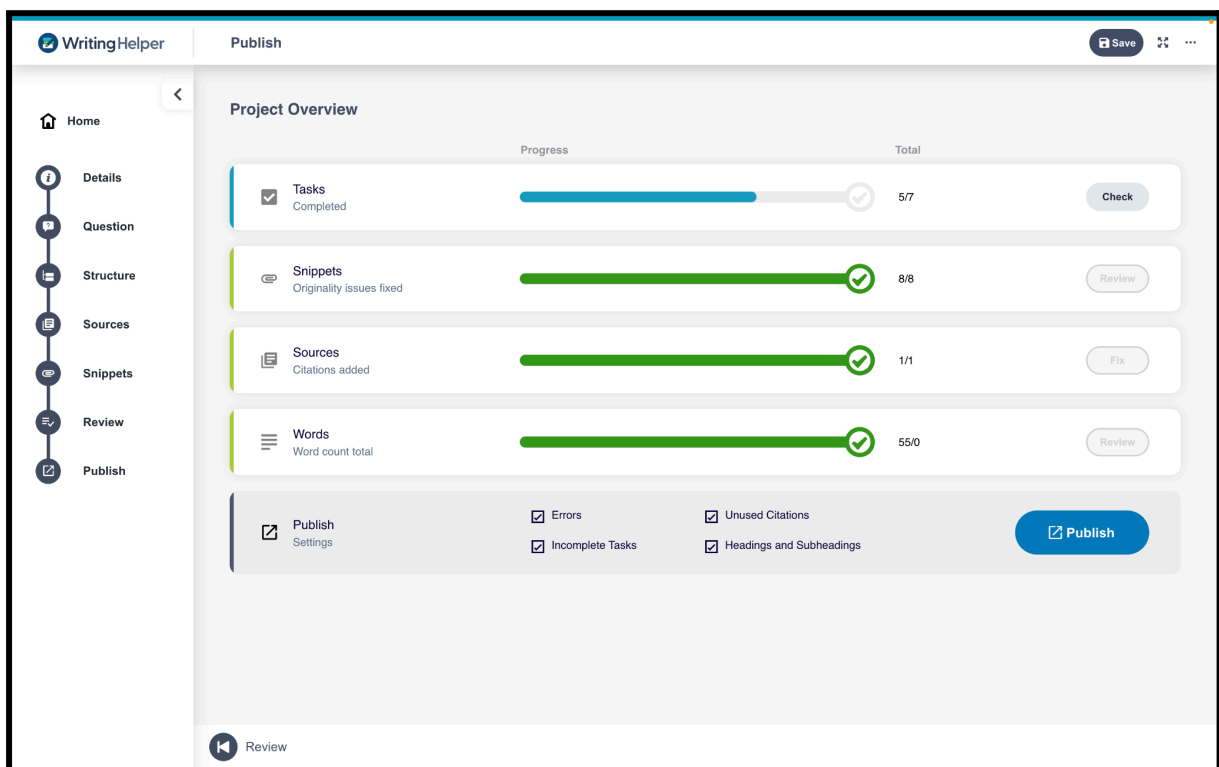 WritingHelper
Publish
Save
Home
Details
Question
Structure
Sources
Snippets
Review
Publish
Project Overview
Progress Total
Tasks
Completed
5/7
Check
Snippets
Originality issues fixed
8/8
Review
Sources
Citations added
1/1
Fix
Words
Word count total
55/0
Review
Publish
Settings
Errors
Unused Citations
Incomplete Tasks
Headings and Subheadings
Publish
Review